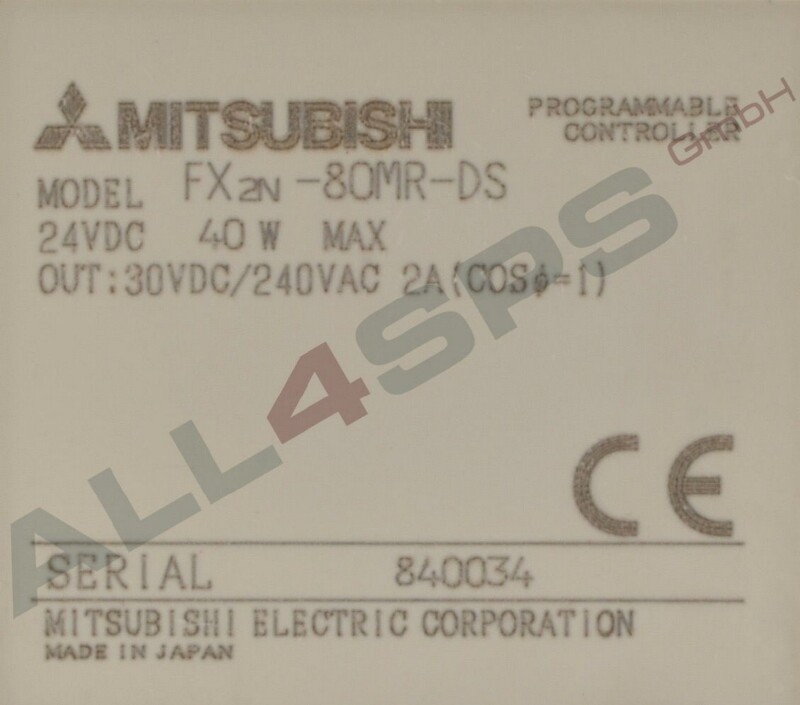 MITSUBISHI
PROGRAMMABLE
CONTROLLER
MODEL FX2N-80MR-DS
24VDC 40W MAX
OUT:30VDC/240VAC 2A(COSφ=1)
CE
SERIAL 840034
MITSUBISHI ELECTRIC CORPORATION
MADE IN JAPAN
ALL4SPS GmbH